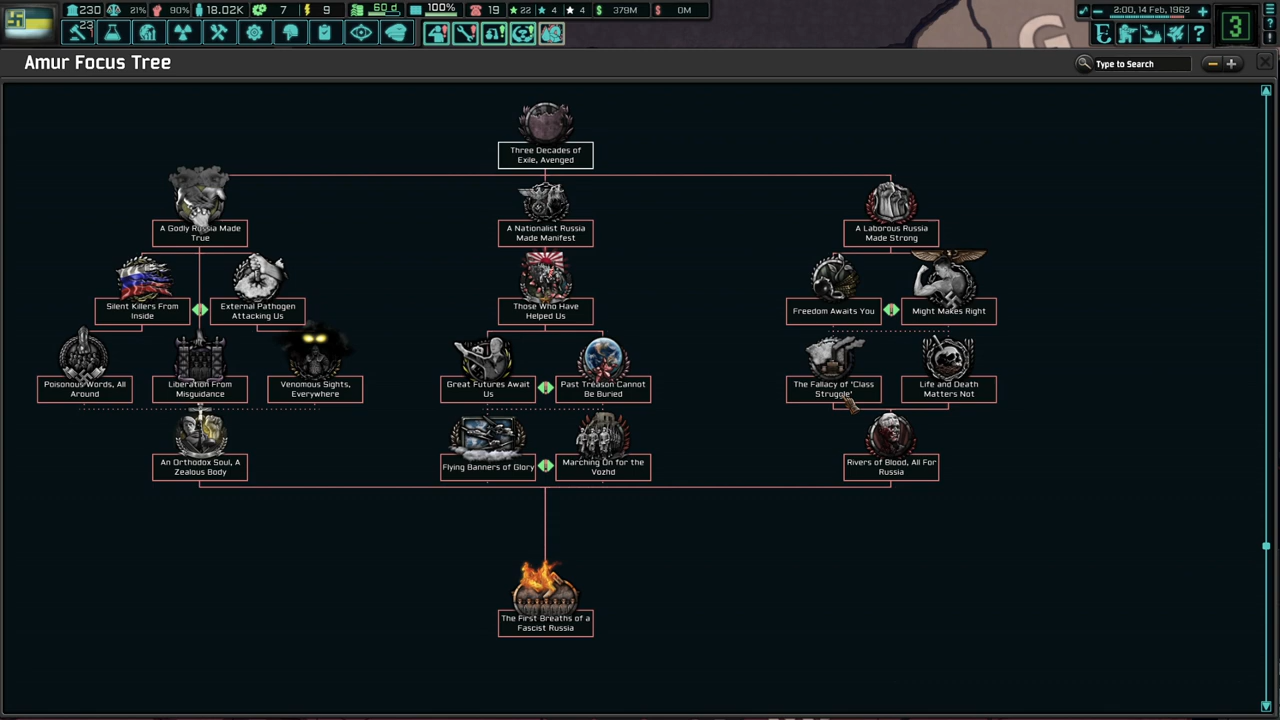 230
21%
90%
18.02K
7
9
60 d
100%
19
22
4
4
$ 379M
$ 0M
2:00, 14 Feb, 1962
23
3
Amur Focus Tree
Type to Search
Three Decades of
Exile, Avenged
A Godly Russia Made
True
A Nationalist Russia
Made Manifest
A Laborous Russia
Made Strong
Silent Killers From
Inside
External Pathogen
Attacking Us
Those Who Have
Helped Us
Freedom Awaits You
Might Makes Right
Poisonous Words, All
Around
Liberation From
Misguidance
Venomous Sights,
Everywhere
Great Futures Await
Us
Past Treason Cannot
Be Buried
The Fallacy of 'Class
Struggle'
Life and Death
Matters Not
An Orthodox Soul, A
Zealous Body
Flying Banners of Glory
Marching On for the
Vozhd
Rivers of Blood, All For
Russia
The First Breaths of a
Fascist Russia